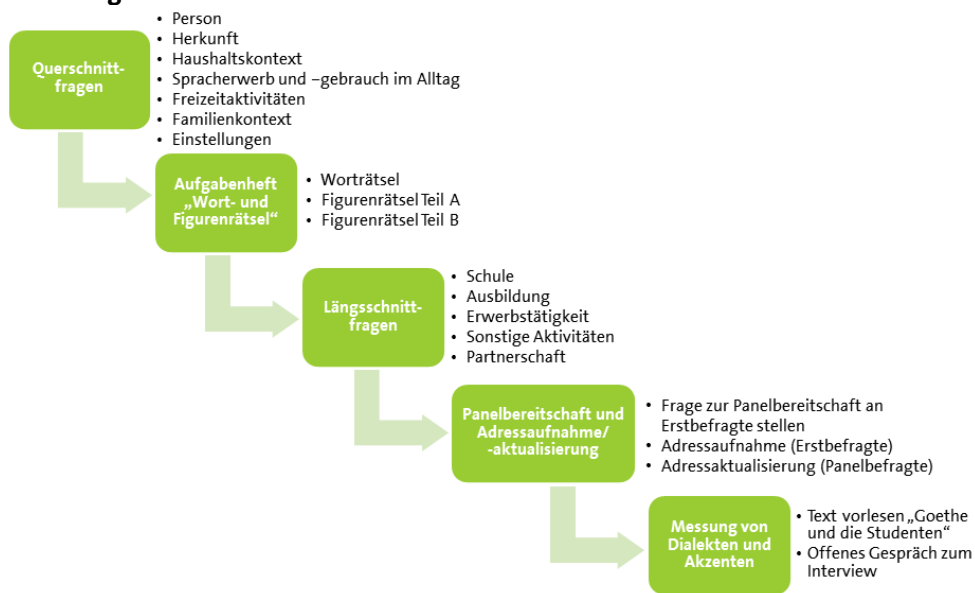 • Person
• Herkunft
• Haushaltskontext
• Spracherwerb und –gebrauch im Alltag
• Freizeitaktivitäten
• Familienkontext
• Einstellungen
Querschnitt-
fragen
Aufgabenheft
„Wort- und
Figurenrätsel“
• Worträtsel
• Figurenrätsel Teil A
• Figurenrätsel Teil B
Längsschnitt-
fragen
• Schule
• Ausbildung
• Erwerbstätigkeit
• Sonstige Aktivitäten
• Partnerschaft
Panelbereitschaft und
Adressaufnahme/
-aktualisierung
• Frage zur Panelbereitschaft an
Erstbefragte stellen
• Adressaufnahme (Erstbefragte)
• Adressaktualisierung (Panelbefragte)
Messung von
Dialekten und
Akzenten
• Text vorlesen „Goethe
und die Studenten“
• Offenes Gespräch zum
Interview